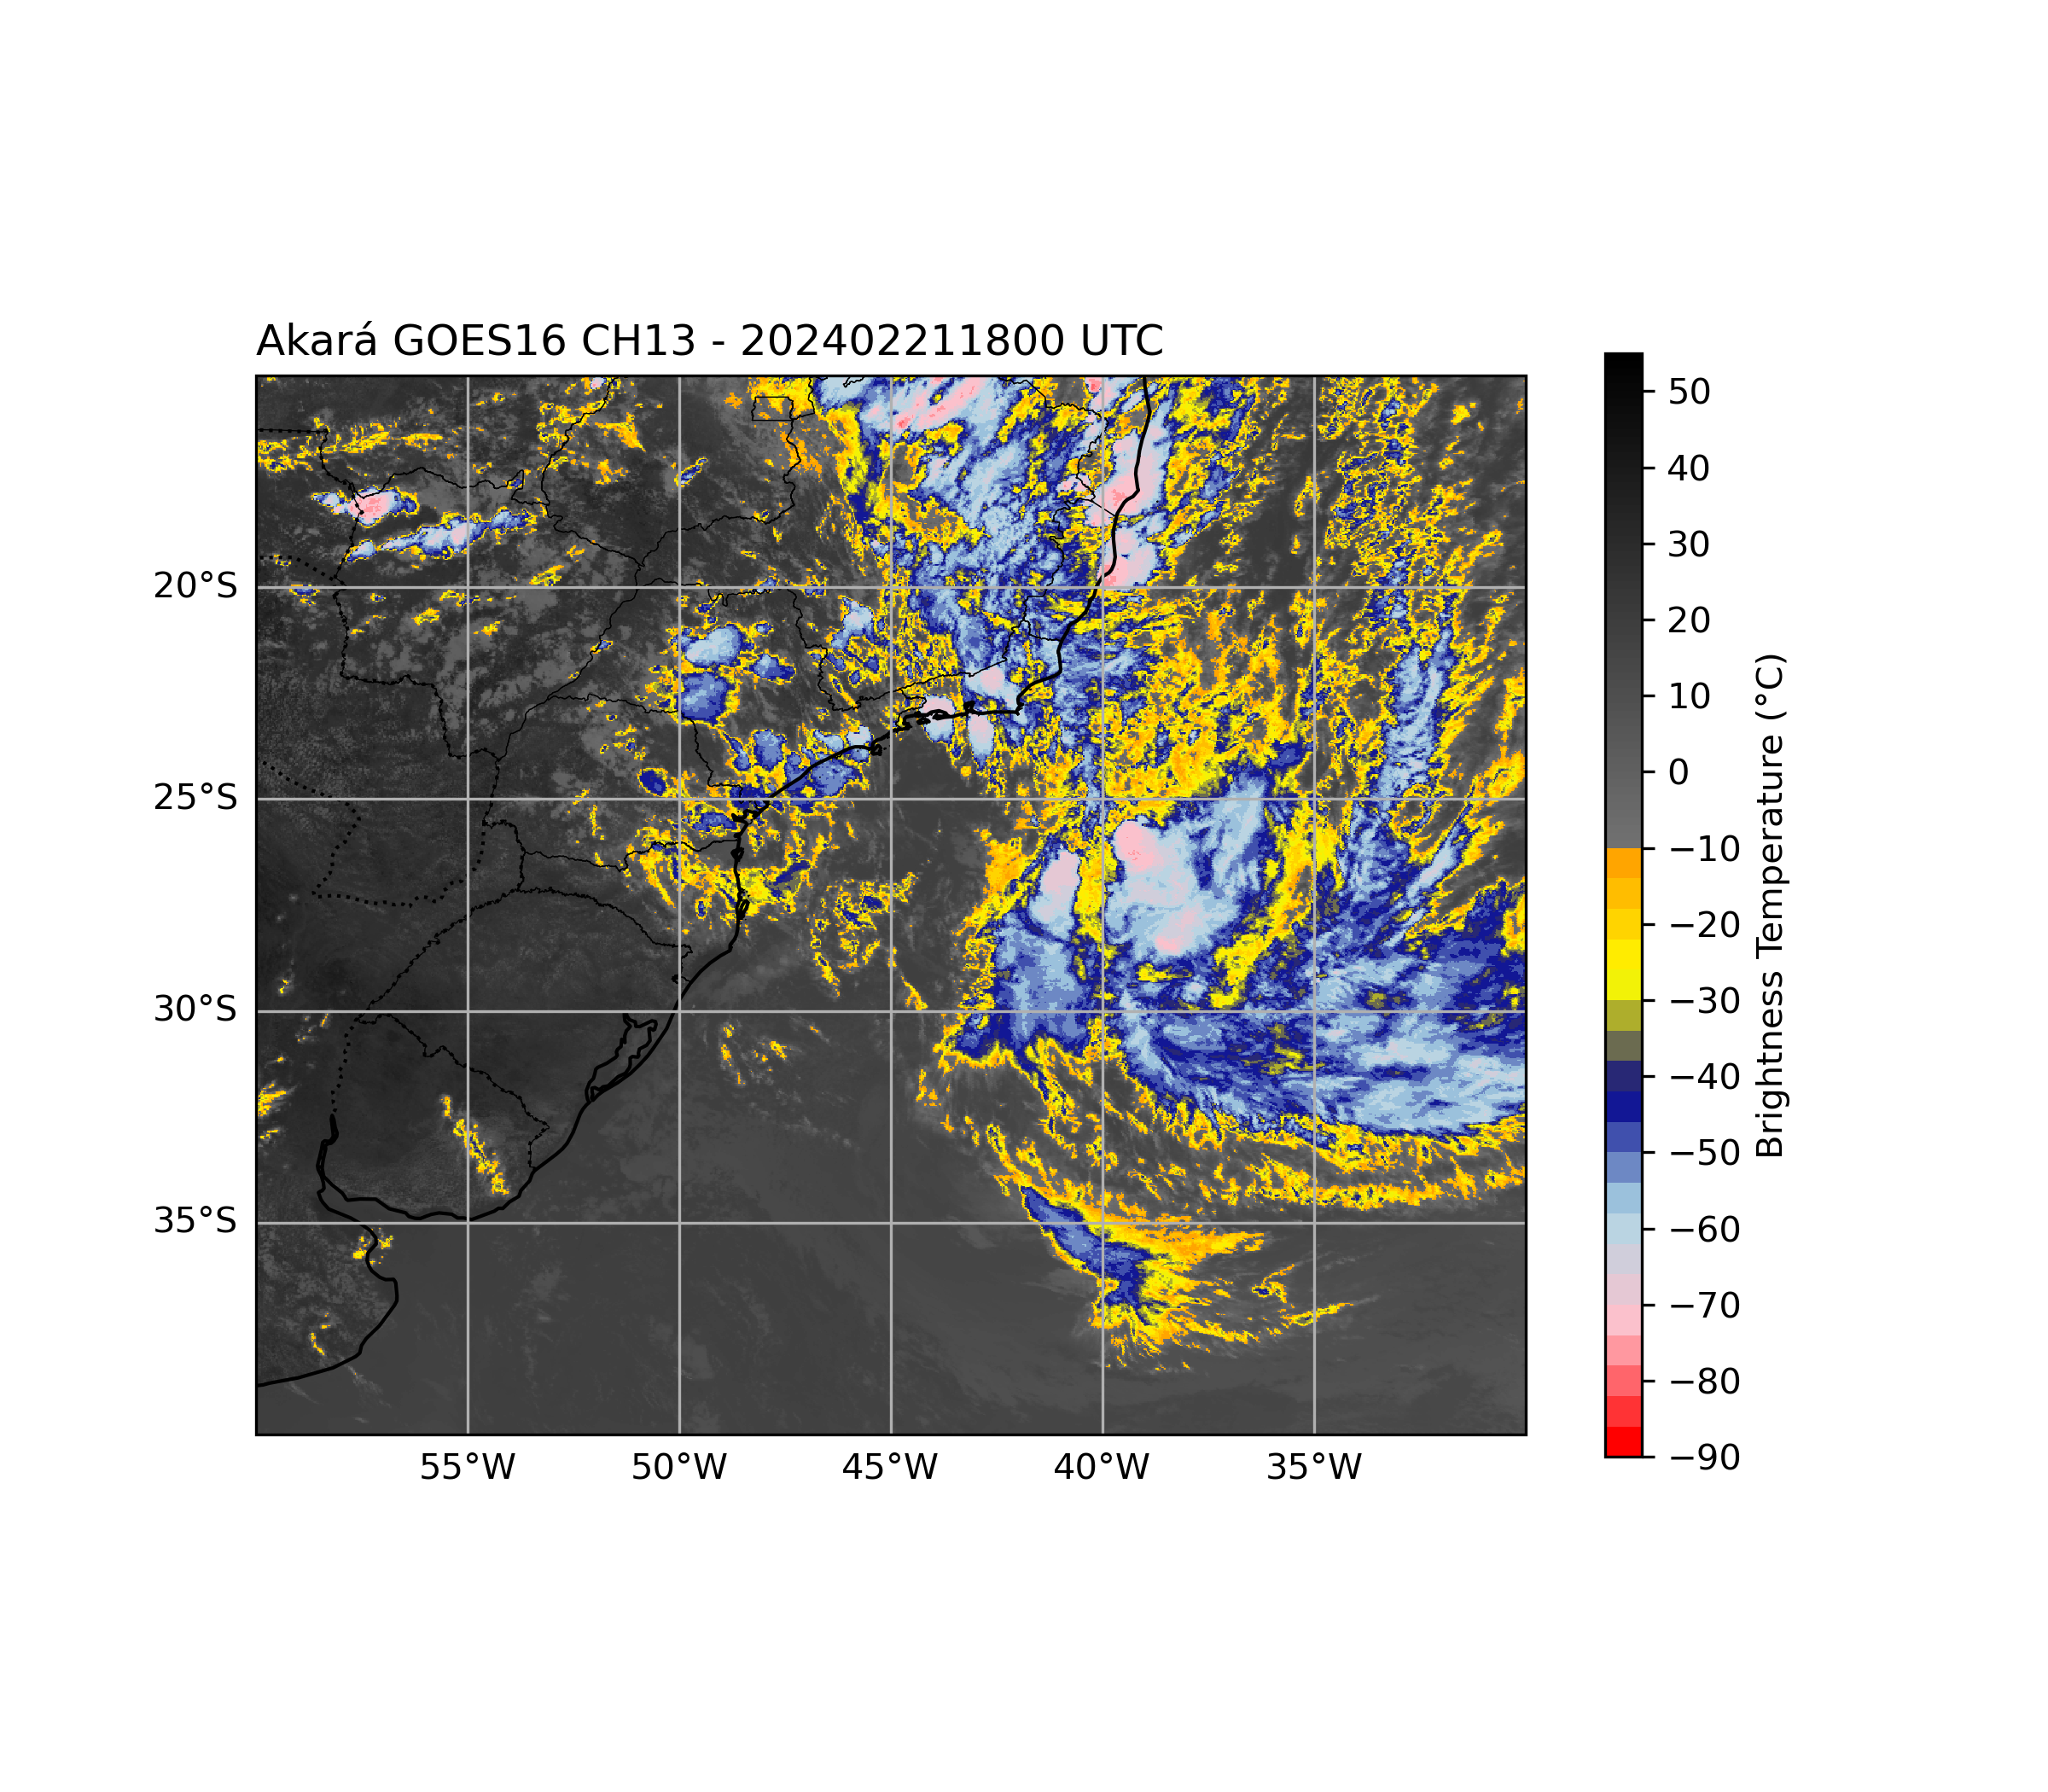 Akará GOES16 CH13 - 202402211800 UTC
20°S
25°S
30°S
35°S
55°W
50°W
45°W
40°W
35°W
50
40
30
20
10
0
−10
−20
−30
−40
−50
−60
−70
−80
−90
Brightness Temperature (°C)